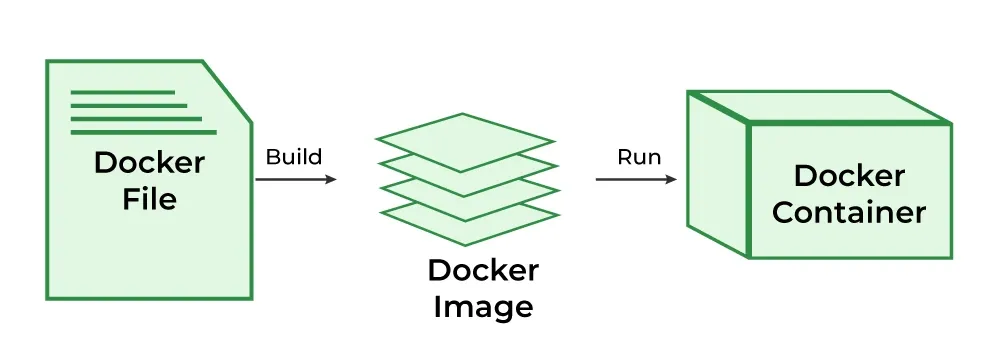 Docker
File
Build
Docker
Image
Run
Docker
Container